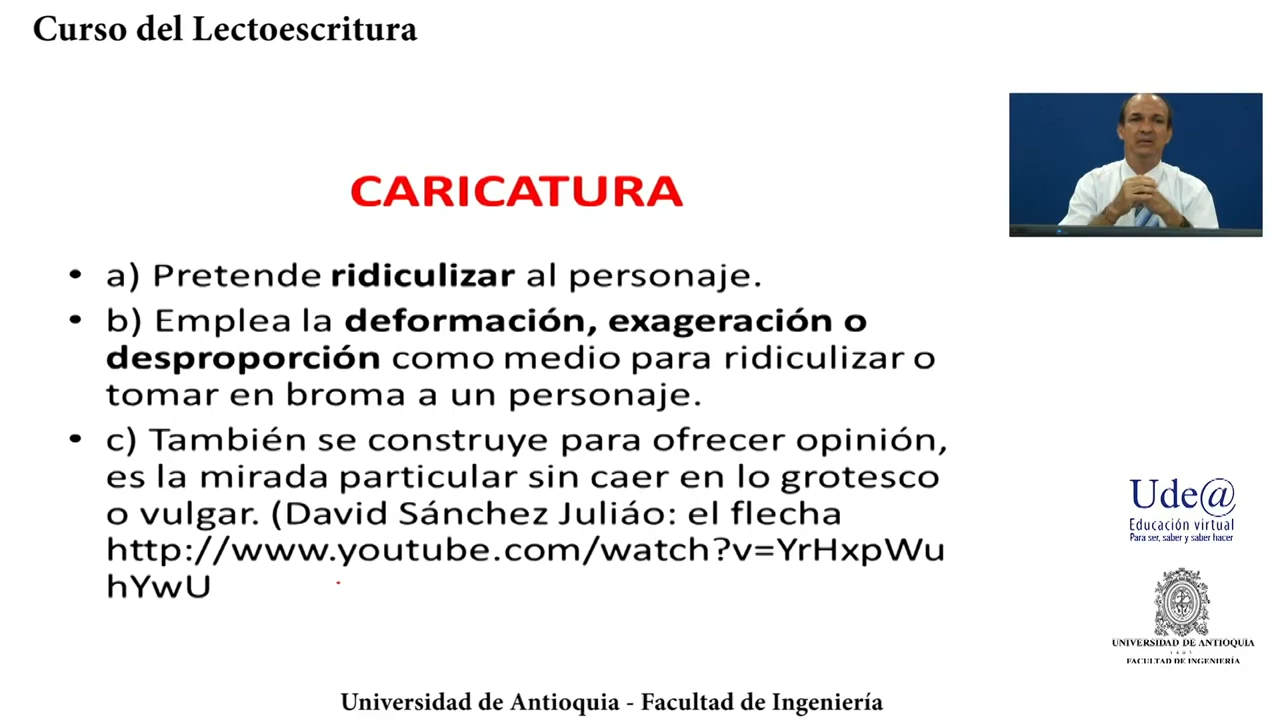 Curso del Lectoescritura
CARICATURA
• a) Pretende ridiculizar al personaje.
• b) Emplea la deformación, exageración o
desproporción como medio para ridiculizar o
tomar en broma a un personaje.
• c) También se construye para ofrecer opinión,
es la mirada particular sin caer en lo grotesco
o vulgar. (David Sánchez Juliáo: el flecha
http://www.youtube.com/watch?v=YrHxpWu
hYwU
Ude@
Educación virtual
Para ser, saber y saber hacer
UNIVERSIDAD DE ANTIOQUIA
1803
FACULTAD DE INGENIERÍA
Universidad de Antioquia - Facultad de Ingeniería